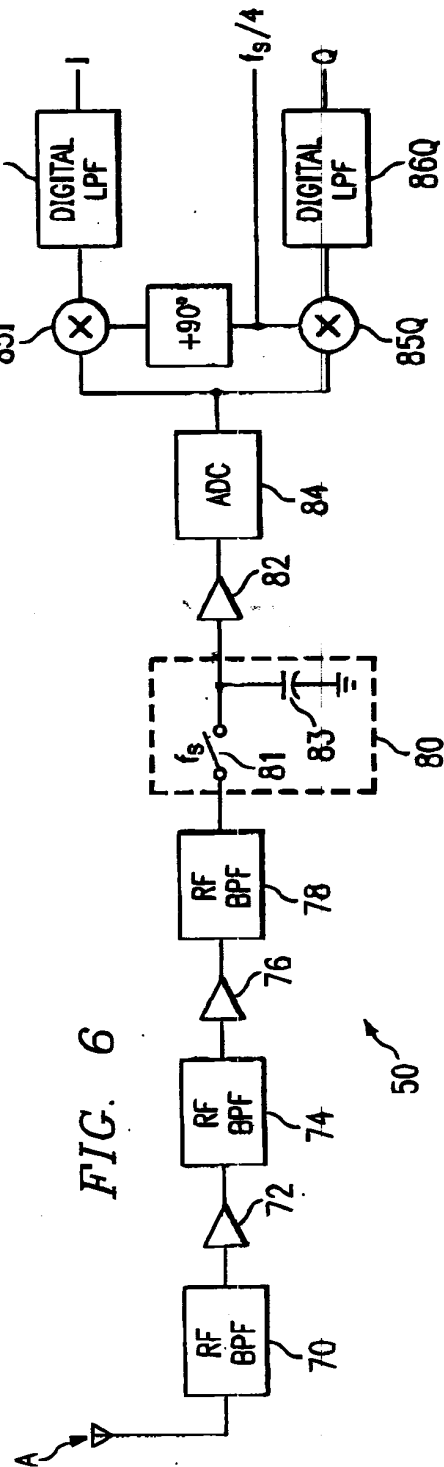 FIG. 6
A
RF
BPF
70
72
RF
BPF
74
76
RF
BPF
78
fs
81
83
80
82
ADC
84
85I
+90°
85Q
DIGITAL
LPF
I
fs/4
DIGITAL
LPF
86Q
Q
50